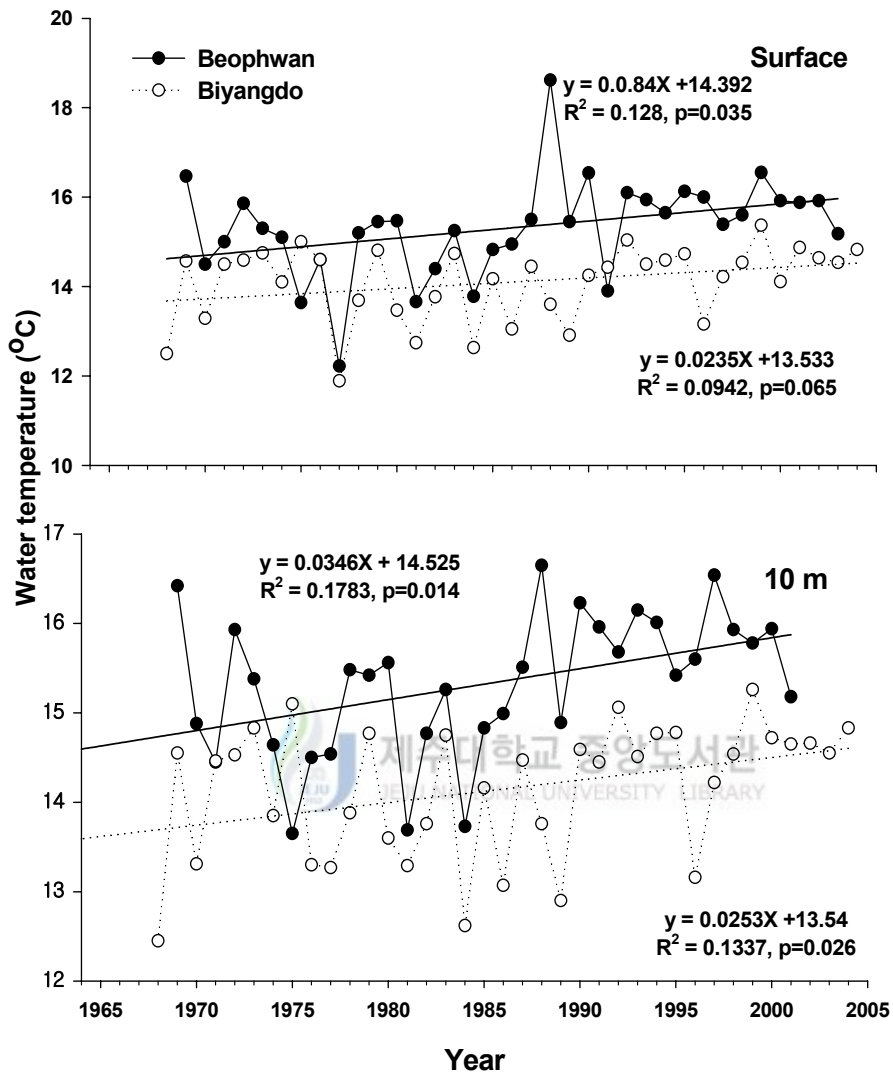 20
18
16
14
12
10
Beophwan
Biyangdo
Surface
y = 0.0.84X +14.392
R² = 0.128, p=0.035
y = 0.0235X +13.533
R² = 0.0942, p=0.065
Water temperature (⁰C)
17
16
15
14
13
12
y = 0.0346X + 14.525
R² = 0.1783, p=0.014
10 m
제주대학교 중앙도서관
JEJU NATIONAL UNIVERSITY LIBRARY
y = 0.0253X +13.54
R² = 0.1337, p=0.026
1965 1970 1975 1980 1985 1990 1995 2000 2005
Year